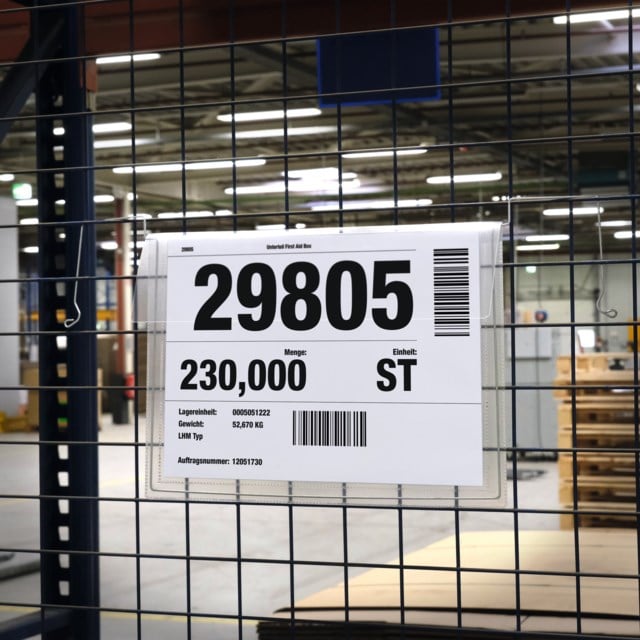 29805 Unterteil First Aid Box
29805
Menge: Einheit:
230,000 ST
Lagereinheit: 0005051222
Gewicht: 52,670 KG
LHM Typ
Auftragsnummer: 12051730